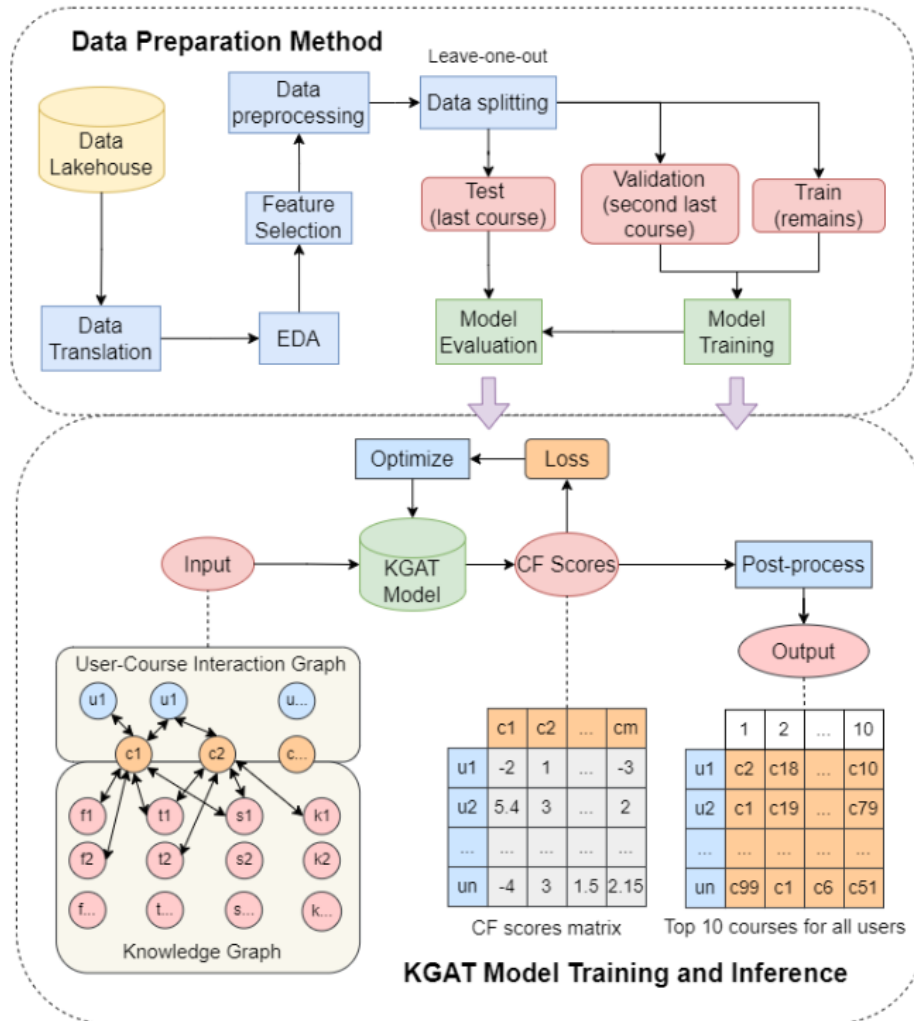 Data Preparation Method
Leave-one-out
Data
Lakehouse
Data
preprocessing
Data splitting
Feature
Selection
Test
(last course)
Validation
(second last
course)
Train
(remains)
Data
Translation
EDA
Model
Evaluation
Model
Training
Optimize
Loss
Input
KGAT
Model
CF Scores
Post-process
Output
User-Course Interaction Graph
u1 u1 u...
c1 c2 c...
f1 t1 s1 k1
f2 t2 s2 k2
f... t... s... k...
Knowledge Graph
c1 c2 ... cm
u1 -2 1 ... -3
u2 5.4 3 ... 2
... ... ...
un -4 3 1.5 2.15
CF scores matrix
1 2 ... 10
u1 c2 c18 ... c10
u2 c1 c19 ... c79
... ... ... ... ...
un c99 c1 c6 c51
Top 10 courses for all users
KGAT Model Training and Inference